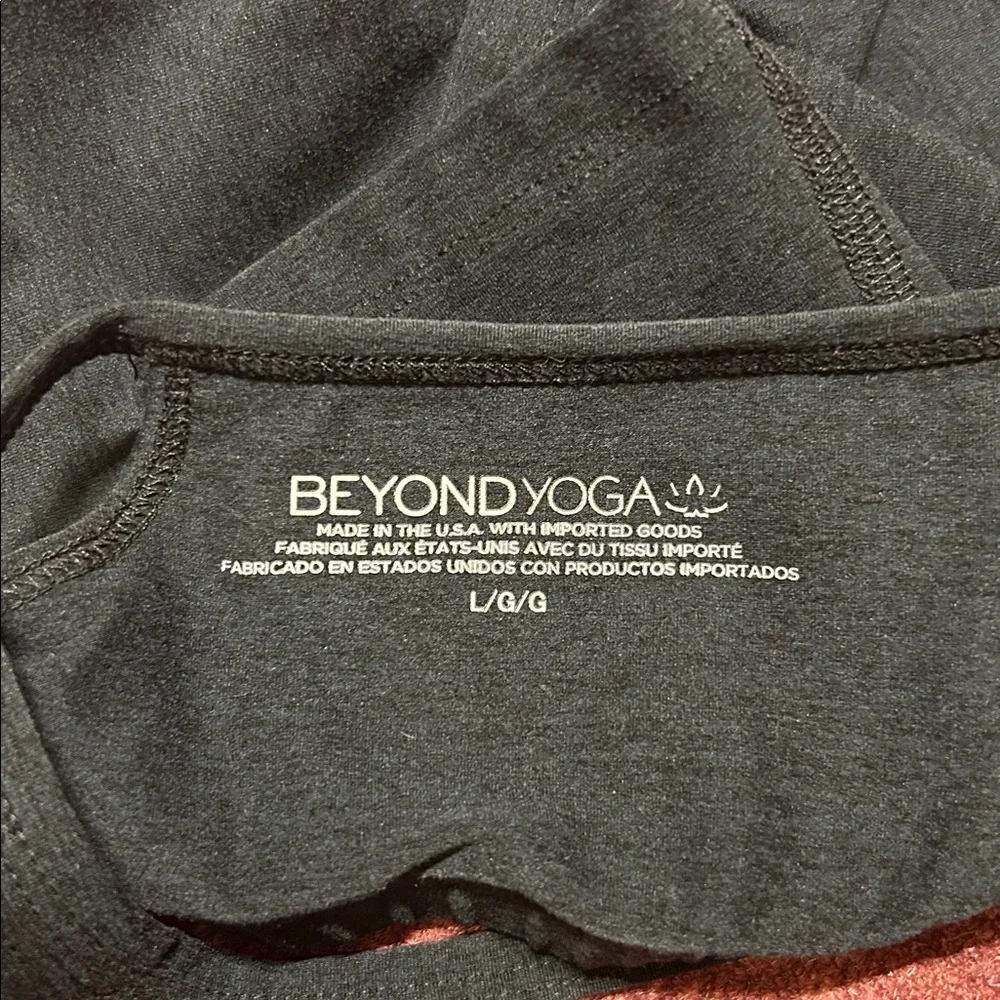 BEYOND YOGA
MADE IN THE U.S.A. WITH IMPORTED GOODS
FABRIQUÉ AUX ÉTATS-UNIS AVEC DU TISSU IMPORTÉ
FABRICADO EN ESTADOS UNIDOS CON PRODUCTOS IMPORTADOS
L/G/G